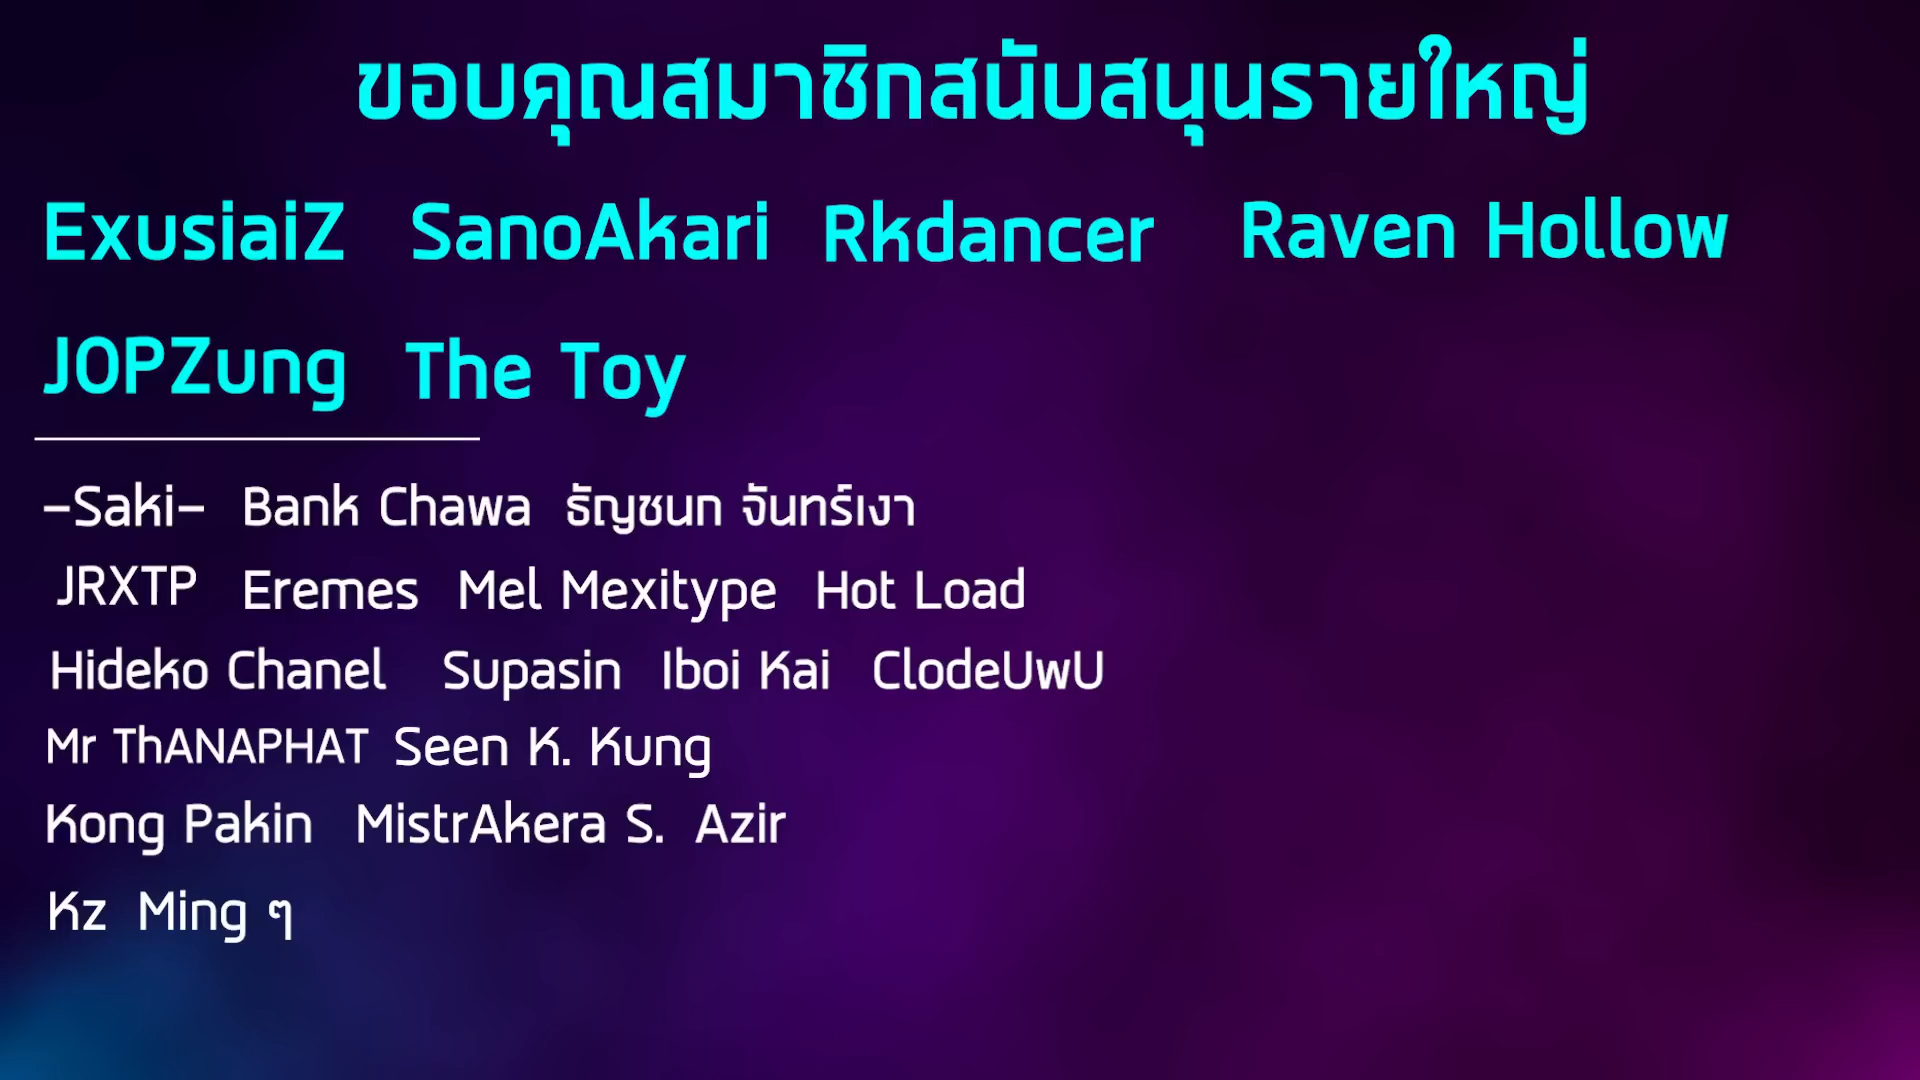 ขอบคุณสมาชิกสนับสนุนรายใหญ่
ExusiaiZ SanoAkari Rkdancer Raven Hollow
JOPZung The Toy
-Saki- Bank Chawa ธัญชนก จันทร์เงา
JRXTP Eremes Mel Mexitype Hot Load
Hideko Chanel Supasin Iboi Kai ClodeUwU
Mr ThANAPHAT Seen K. Kung
Kong Pakin MistrAkera S. Azir
Kz Ming ๆ